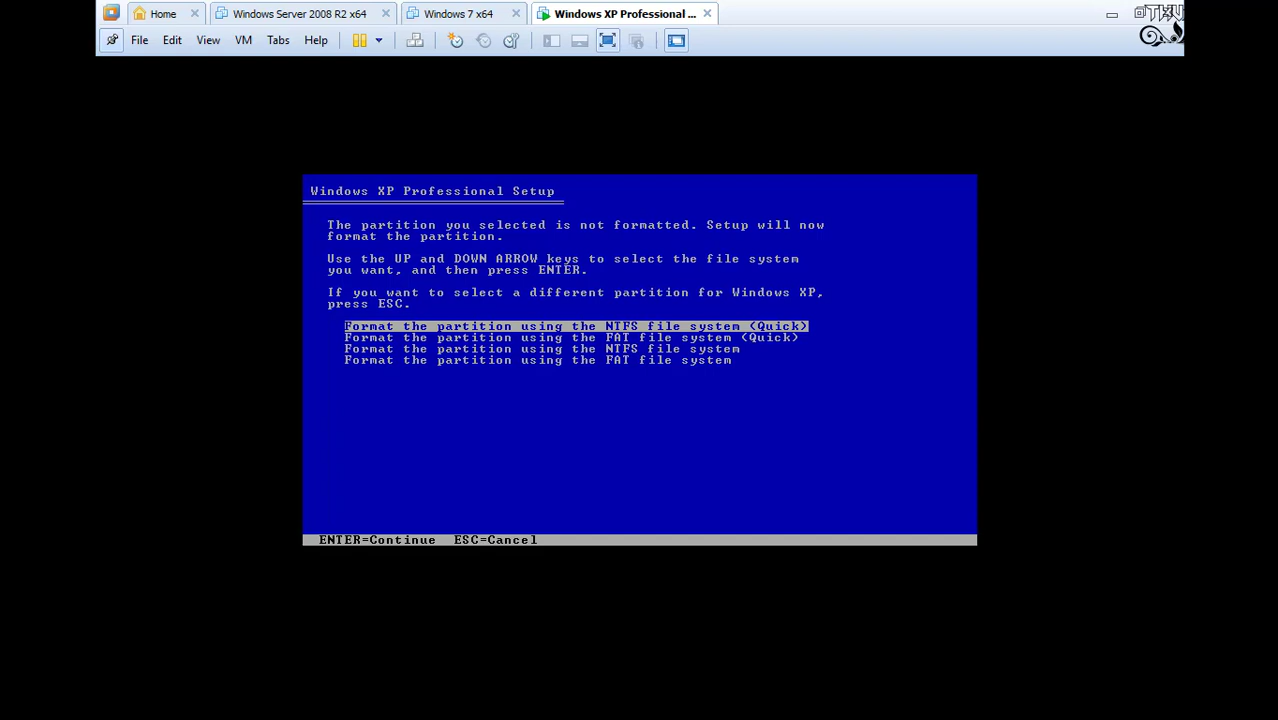 Home
Windows Server 2008 R2 x64
Windows 7 x64
Windows XP Professional ...
File Edit View VM Tabs Help
Windows XP Professional Setup
The partition you selected is not formatted. Setup will now
format the partition.
Use the UP and DOWN ARROW keys to select the file system
you want, and then press ENTER.
If you want to select a different partition for Windows XP,
press ESC.
Format the partition using the NTFS file system (Quick)
Format the partition using the FAT file system (Quick)
Format the partition using the NTFS file system
Format the partition using the FAT file system
ENTER=Continue ESC=Cancel